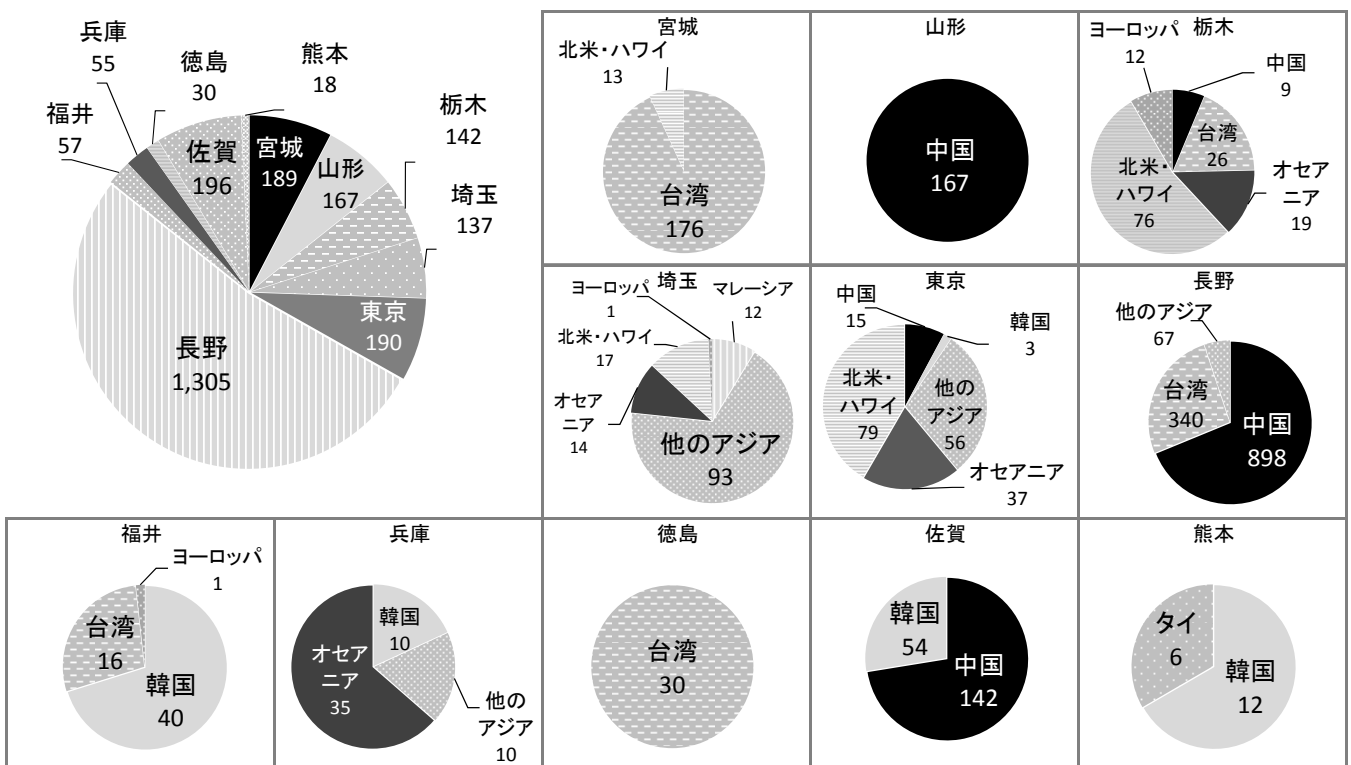 兵庫
55
徳島
30
熊本
18
福井
57
佐賀
196
宮城
189
山形
167
栃木
142
埼玉
137
東京
190
長野
1,305
宮城
北米・ハワイ
13
台湾
176
山形
中国
167
栃木
ヨーロッパ
12
中国
9
台湾
26
オセア
ニア
19
北米・
ハワイ
76
埼玉
ヨーロッパ
1
マレーシア
12
北米・ハワイ
17
オセア
ニア
14
他のアジア
93
東京
中国
15
韓国
3
北米・
ハワイ
79
他の
アジア
56
オセアニア
37
長野
他のアジア
67
台湾
340
中国
898
福井
ヨーロッパ
1
台湾
16
韓国
40
兵庫
韓国
10
オセア
ニア
35
他の
アジア
10
徳島
台湾
30
佐賀
韓国
54
中国
142
熊本
タイ
6
韓国
12